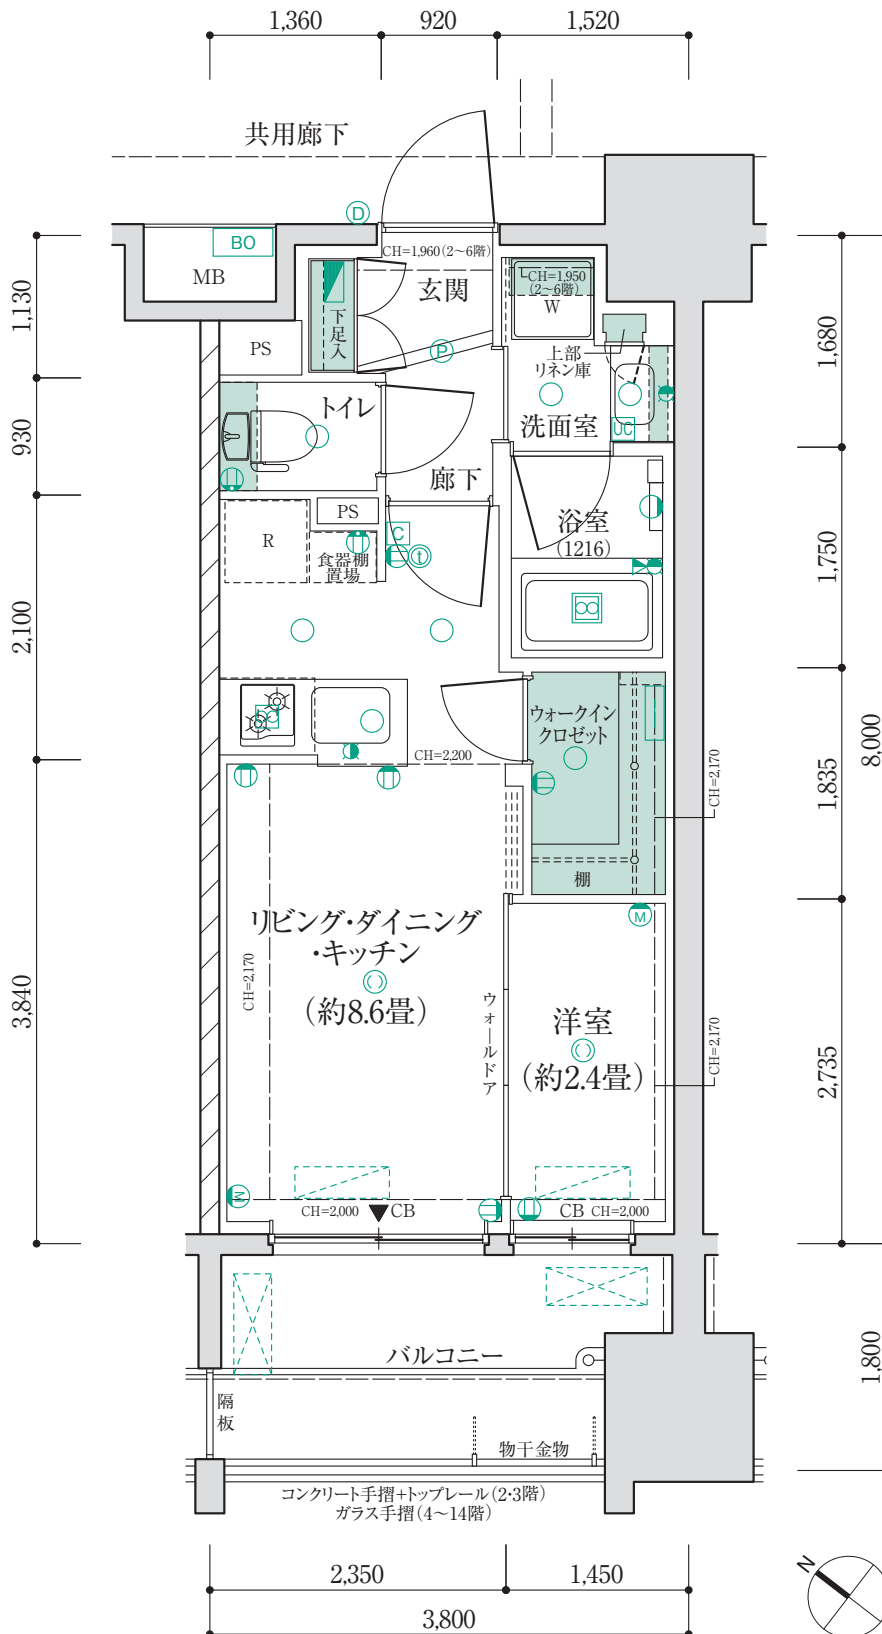 1,360
920
1,520
共用廊下
D
BO
MB
CH=1,960(2〜6階)
玄関
CH=1,950
(2〜6階)
W
下足入
P
PS
上部
リネン庫
トイレ
洗面室
UC
廊下
PS
R
食器棚
置場
C
t
浴室
(1216)
ウォークイン
クロゼット
CH=2,200
CH=2,170
棚
M
リビング・ダイニング
・キッチン
(約8.6畳)
CH=2,170
ウォールドア
洋室
(約2.4畳)
CH=2,170
M
CH=2,000
CB
CB
CH=2,000
バルコニー
隔板
物干金物
コンクリート手摺+トップレール(2・3階)
ガラス手摺(4〜14階)
1,130
930
2,100
3,840
1,680
1,750
1,835
8,000
2,735
1,800
2,350
1,450
3,800
N